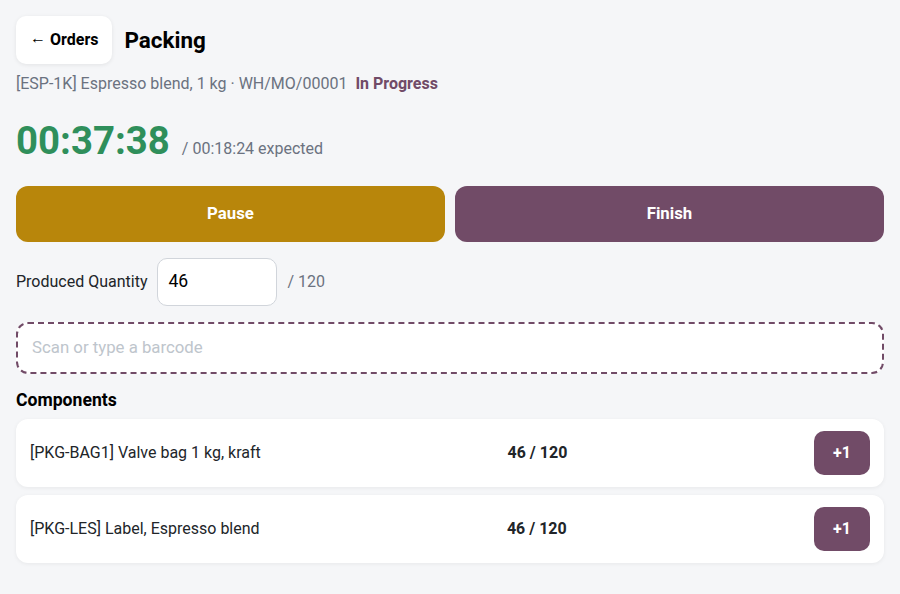 ← Orders Packing
[ESP-1K] Espresso blend, 1 kg · WH/MO/00001 In Progress
00:37:38 / 00:18:24 expected
Pause Finish
Produced Quantity 46 / 120
Scan or type a barcode
Components
[PKG-BAG1] Valve bag 1 kg, kraft 46 / 120 +1
[PKG-LES] Label, Espresso blend 46 / 120 +1